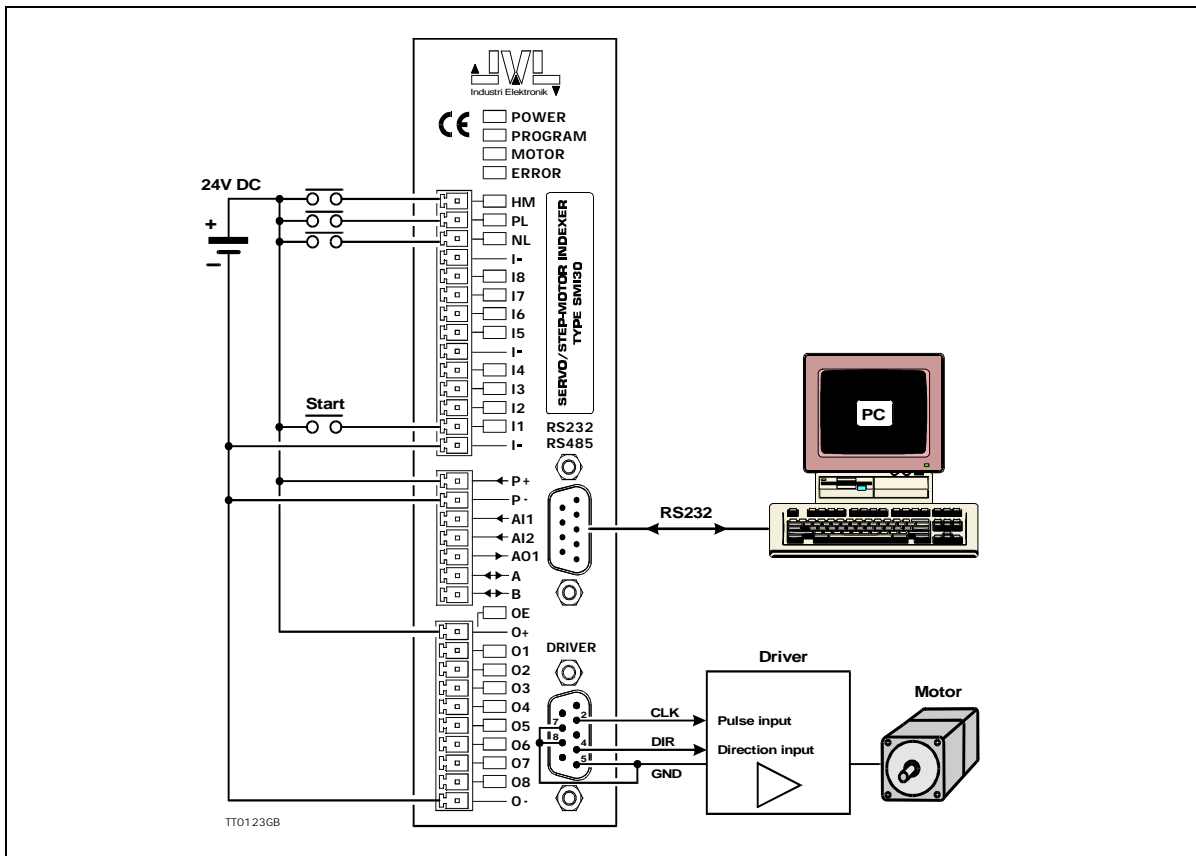 JVL
Industri Elektronik
CE
POWER
PROGRAM
MOTOR
ERROR
24V DC
+
−
HM
PL
NL
I-
I8
I7
I6
I5
I-
I4
I3
I2
Start
I1
I-
SERVO/STEP-MOTOR INDEXER
TYPE SMI30
RS232
RS485
P+
P-
AI1
AI2
AO1
A
B
OE
O+
O1
O2
O3
O4
O5
O6
O7
O8
O-
RS232
PC
DRIVER
2
7
8
4
5
CLK
DIR
GND
Driver
Pulse input
Direction input
Motor
TT0123GB